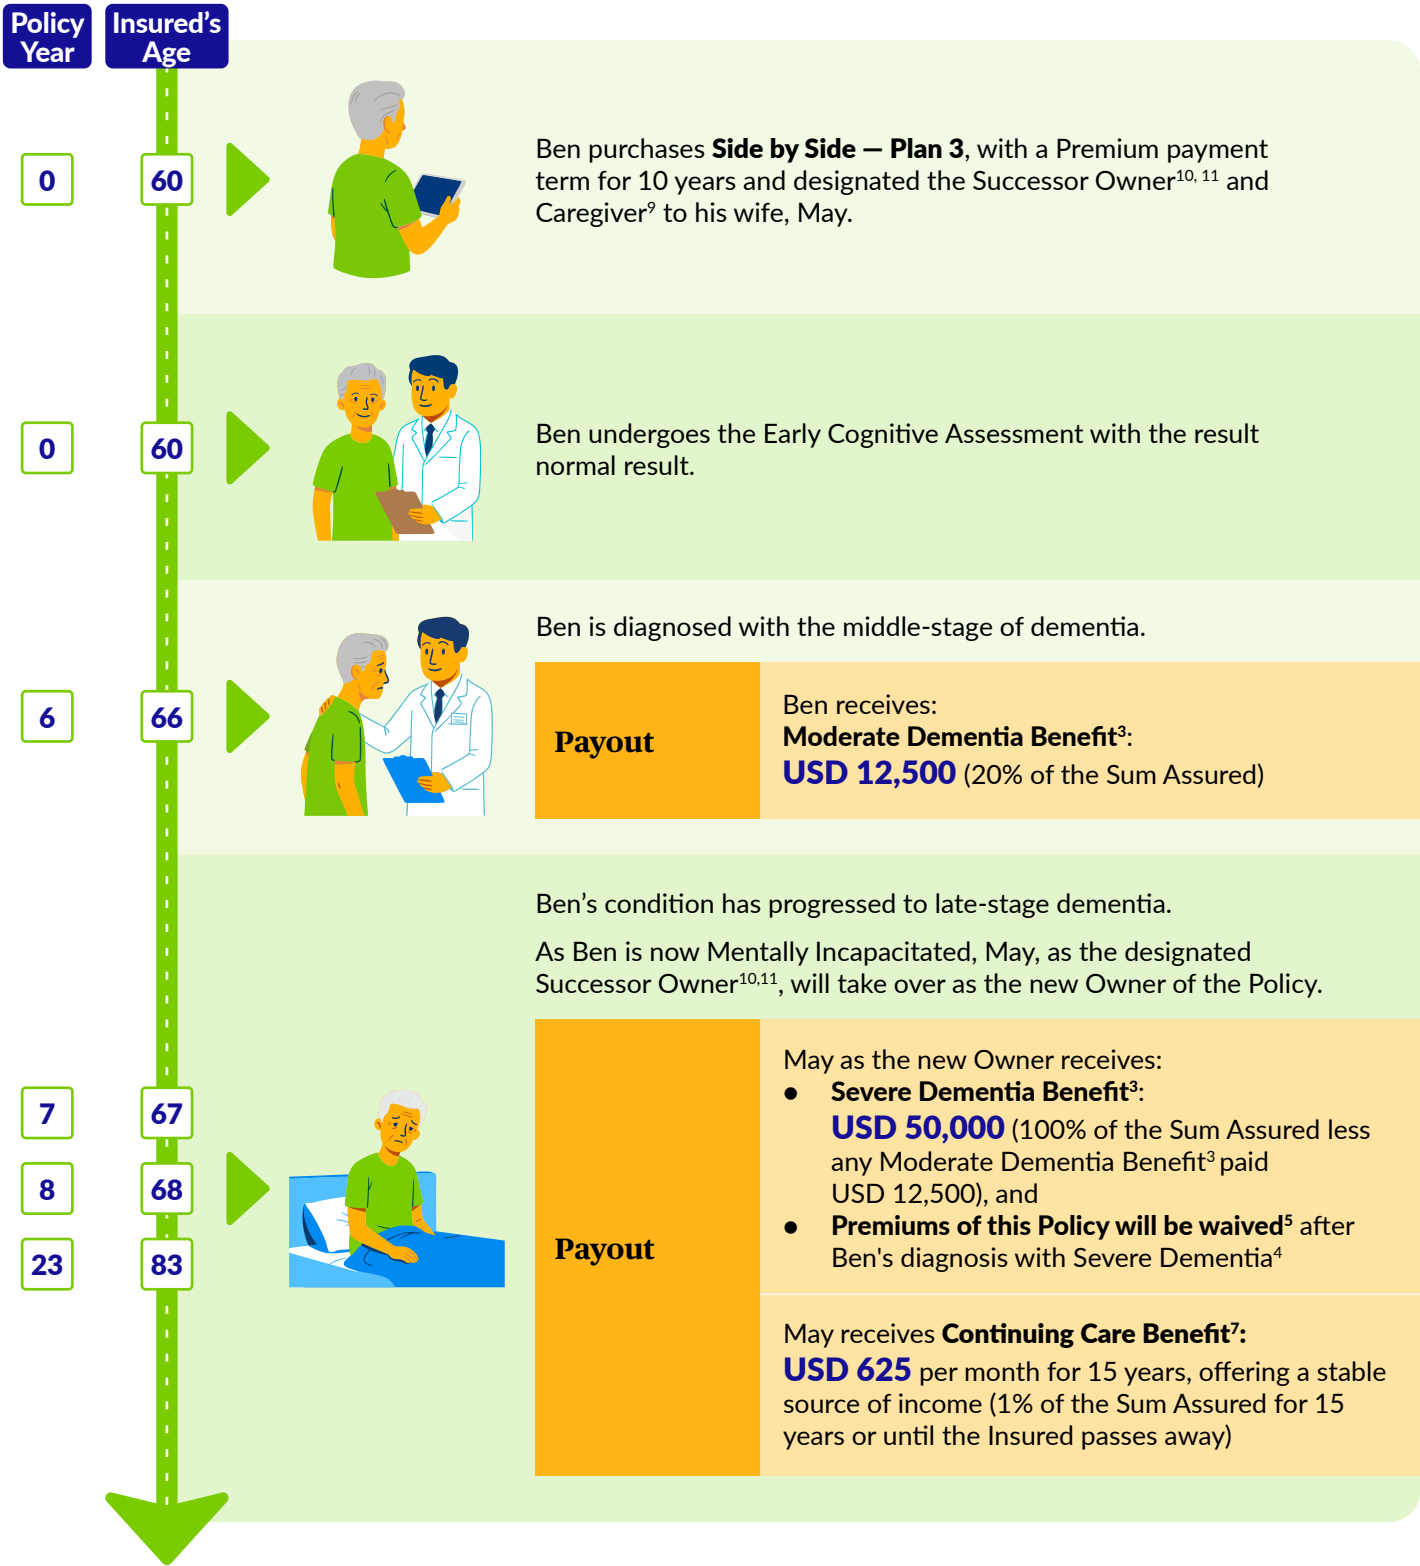 Policy
Year
Insured’s
Age
0
60
Ben purchases Side by Side — Plan 3, with a Premium payment
term for 10 years and designated the Successor Owner10, 11 and
Caregiver9 to his wife, May.
0
60
Ben undergoes the Early Cognitive Assessment with the result
normal result.
6
66
Ben is diagnosed with the middle-stage of dementia.
Payout
Ben receives:
Moderate Dementia Benefit3:
USD 12,500 (20% of the Sum Assured)
7
67
8
68
23
83
Ben’s condition has progressed to late-stage dementia.
As Ben is now Mentally Incapacitated, May, as the designated
Successor Owner10,11, will take over as the new Owner of the Policy.
Payout
May as the new Owner receives:
● Severe Dementia Benefit3:
USD 50,000 (100% of the Sum Assured less
any Moderate Dementia Benefit3 paid
USD 12,500), and
● Premiums of this Policy will be waived5 after
Ben's diagnosis with Severe Dementia4
May receives Continuing Care Benefit7:
USD 625 per month for 15 years, offering a stable
source of income (1% of the Sum Assured for 15
years or until the Insured passes away)